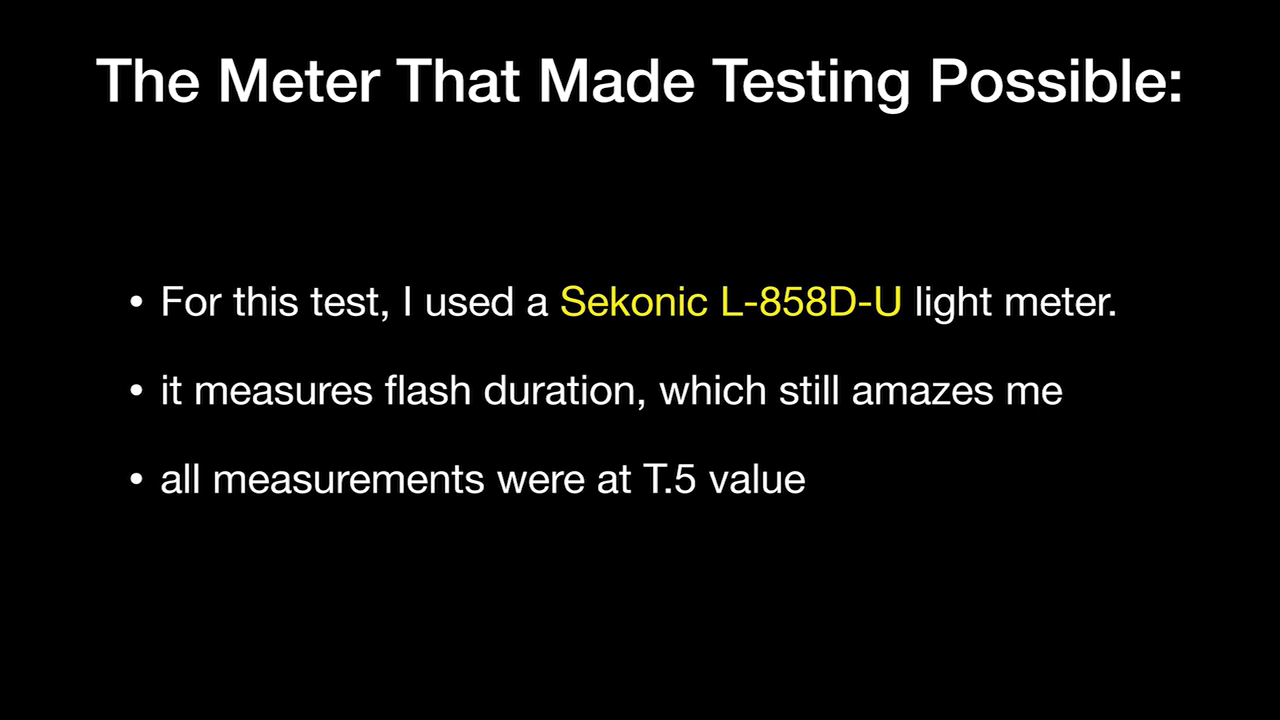 The Meter That Made Testing Possible:
• For this test, I used a Sekonic L-858D-U light meter.
• it measures flash duration, which still amazes me
• all measurements were at T.5 value